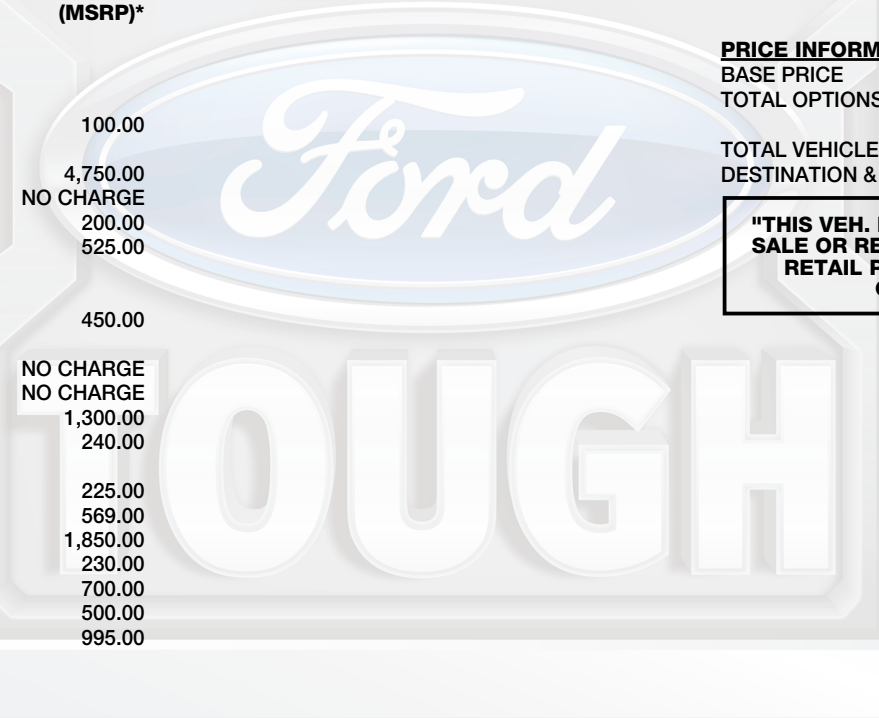 (MSRP)*
100.00
4,750.00
NO CHARGE
200.00
525.00
450.00
NO CHARGE
NO CHARGE
1,300.00
240.00
225.00
569.00
1,850.00
230.00
700.00
500.00
995.00
PRICE INFORM
BASE PRICE
TOTAL OPTIONS
TOTAL VEHICLE
DESTINATION &
"THIS VEH.
SALE OR RE
RETAIL P
Ford
TOUGH